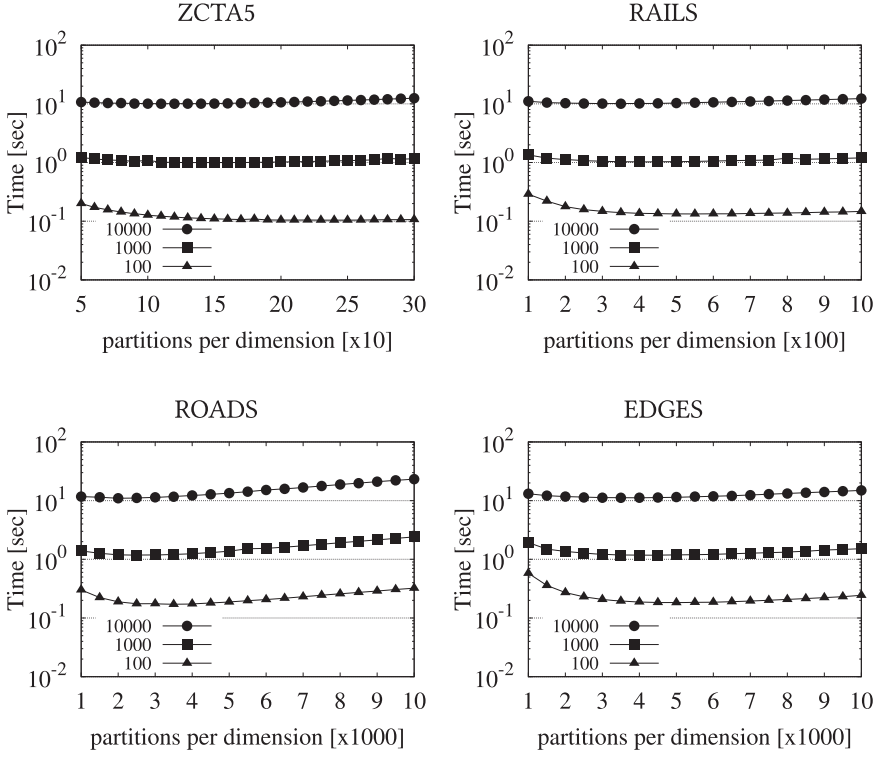 ZCTA5
10^2
10^1
10^0
10^-1
10^-2
Time [sec]
10000
1000
100
5 10 15 20 25 30
partitions per dimension [x10]
RAILS
10^2
10^1
10^0
10^-1
10^-2
Time [sec]
10000
1000
100
1 2 3 4 5 6 7 8 9 10
partitions per dimension [x100]
ROADS
10^2
10^1
10^0
10^-1
10^-2
Time [sec]
10000
1000
100
1 2 3 4 5 6 7 8 9 10
partitions per dimension [x1000]
EDGES
10^2
10^1
10^0
10^-1
10^-2
Time [sec]
10000
1000
100
1 2 3 4 5 6 7 8 9 10
partitions per dimension [x1000]